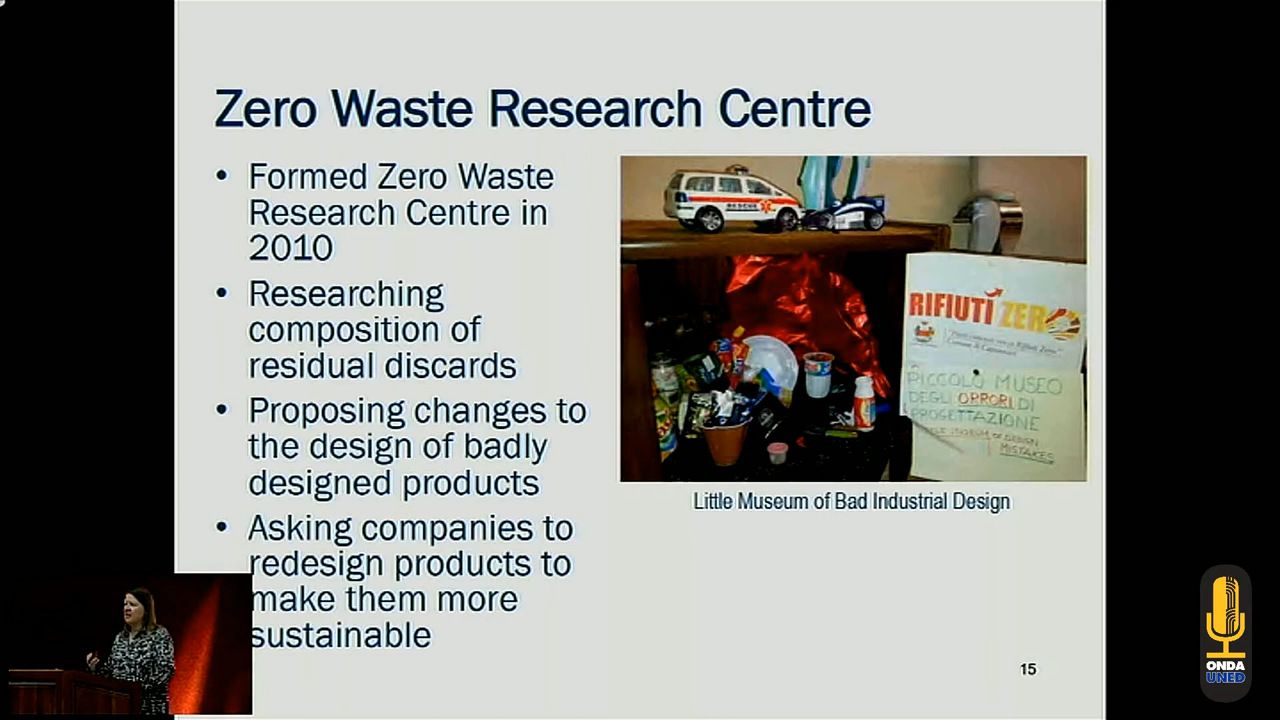 Zero Waste Research Centre
• Formed Zero Waste
Research Centre in
2010
• Researching
composition of
residual discards
• Proposing changes to
the design of badly
designed products
• Asking companies to
redesign products to
make them more
sustainable
RESCUE
RIFIUTI ZERO
PICCOLO MUSEO
DEGLI ORRORI DI
PROGETTAZIONE
MISTAKES
Little Museum of Bad Industrial Design
15
ONDA
UNED